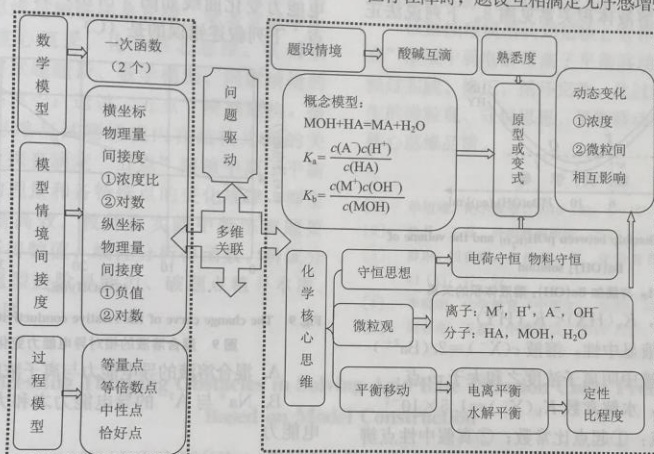 数学模型
一次函数
（2 个）
模型情境间接度
横坐标
物理量
间接度
①浓度比
②对数
纵坐标
物理量
间接度
①负值
②对数
过程模型
等量点
等倍数点
中性点
恰好点
问题驱动
多维
关联
题设情境
酸碱互滴
熟悉度
概念模型：
MOH+HA=MA+H₂O
Kₐ= c(A⁻)c(H⁺)
c(HA)
K_b= c(M⁺)c(OH⁻)
c(MOH)
原型或变式
动态变化
①浓度
②微粒间
相互影响
化学核心思维
守恒思想
电荷守恒 物料守恒
微粒观
离子：M⁺，H⁺，A⁻，OH⁻
分子：HA，MOH，H₂O
平衡移动
电离平衡
水解平衡
定性
比程度